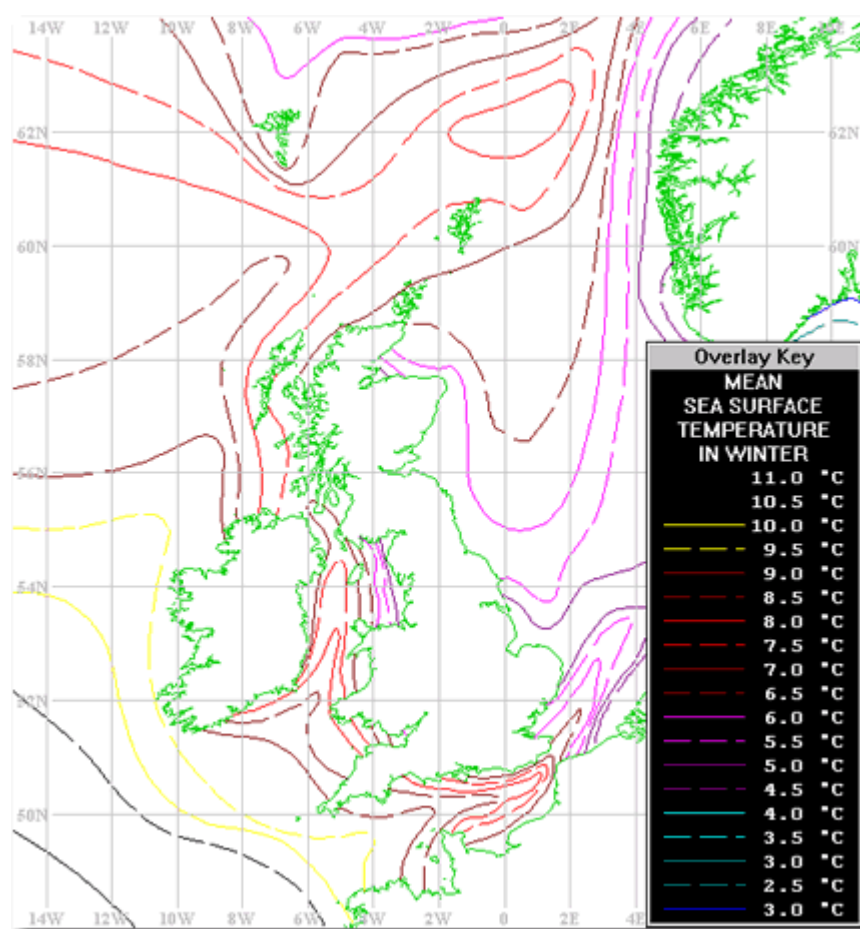 14W 12W 10W 8W 6W 4W 2W 0 2E 4E 6E 8E 10E
62N 62N
60N 60N
58N
Overlay Key
MEAN
SEA SURFACE
TEMPERATURE
IN WINTER
56N
11.0 °C
10.5 °C
10.0 °C
9.5 °C
54N
9.0 °C
8.5 °C
8.0 °C
7.5 °C
52N
7.0 °C
6.5 °C
6.0 °C
5.5 °C
5.0 °C
4.5 °C
50N
4.0 °C
3.5 °C
3.0 °C
2.5 °C
3.0 °C
14W 12W 10W 8W 6W 4W 2W 0 2E 4E